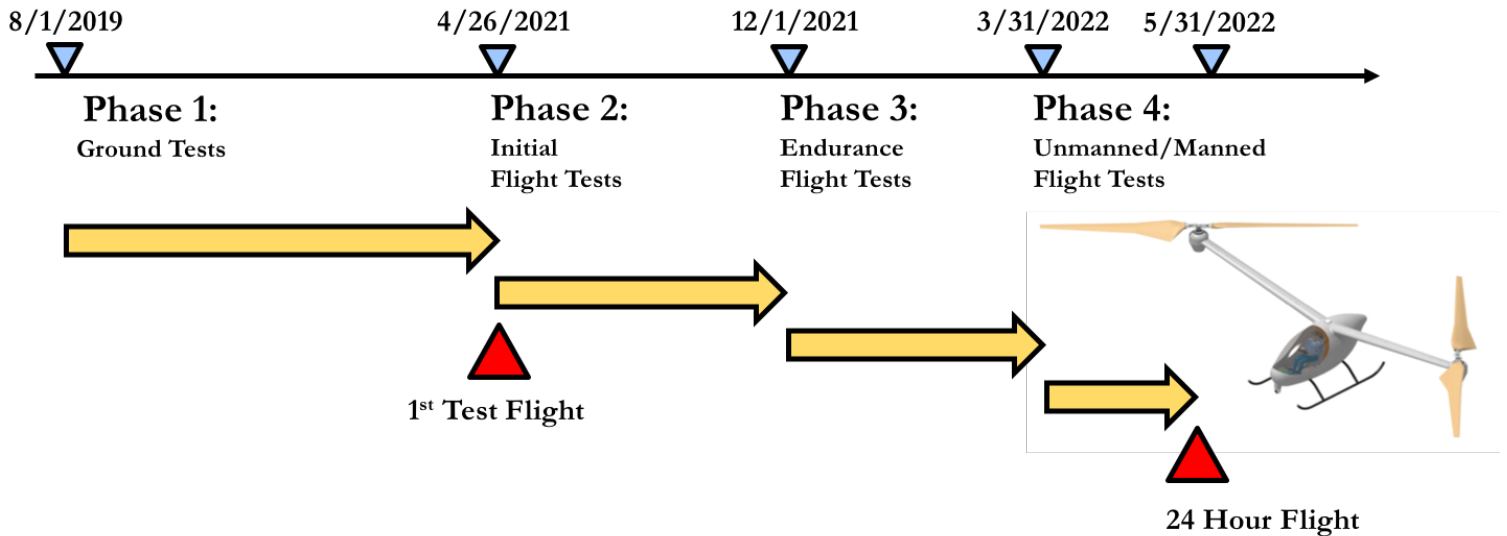 8/1/2019 4/26/2021 12/1/2021 3/31/2022 5/31/2022
Phase 1:
Ground Tests
Phase 2:
Initial
Flight Tests
Phase 3:
Endurance
Flight Tests
Phase 4:
Unmanned/Manned
Flight Tests
1st Test Flight
24 Hour Flight